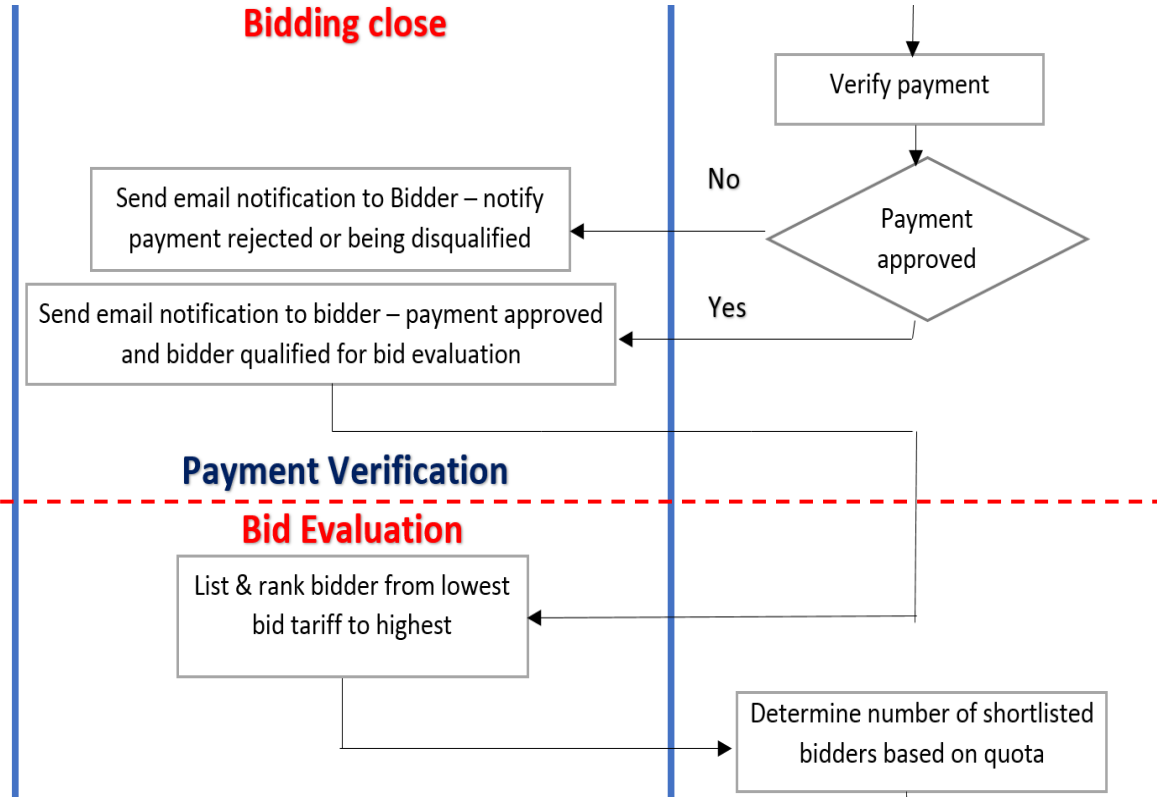 Bidding close
Verify payment
No
Payment
approved
Send email notification to Bidder – notify
payment rejected or being disqualified
Yes
Send email notification to bidder – payment approved
and bidder qualified for bid evaluation
Payment Verification
Bid Evaluation
List & rank bidder from lowest
bid tariff to highest
Determine number of shortlisted
bidders based on quota